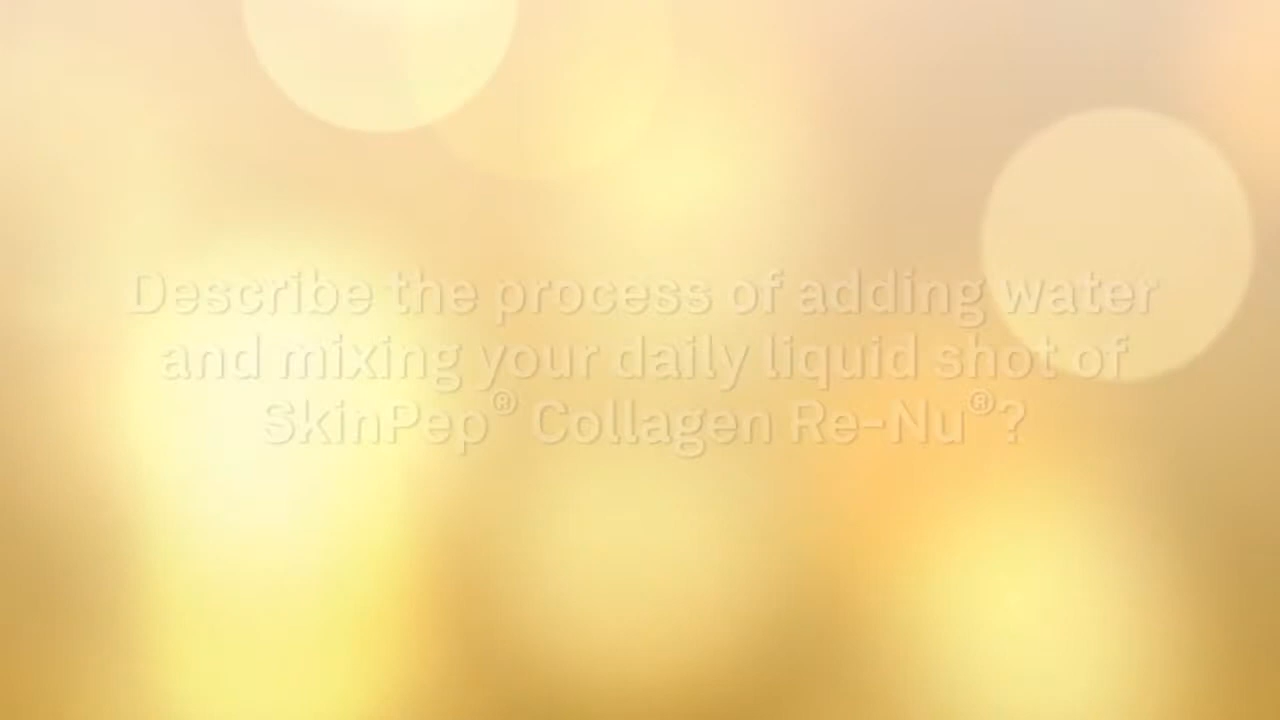 Describe the process of adding water
and mixing your daily liquid shot of
SkinPep® Collagen Re-Nu®?